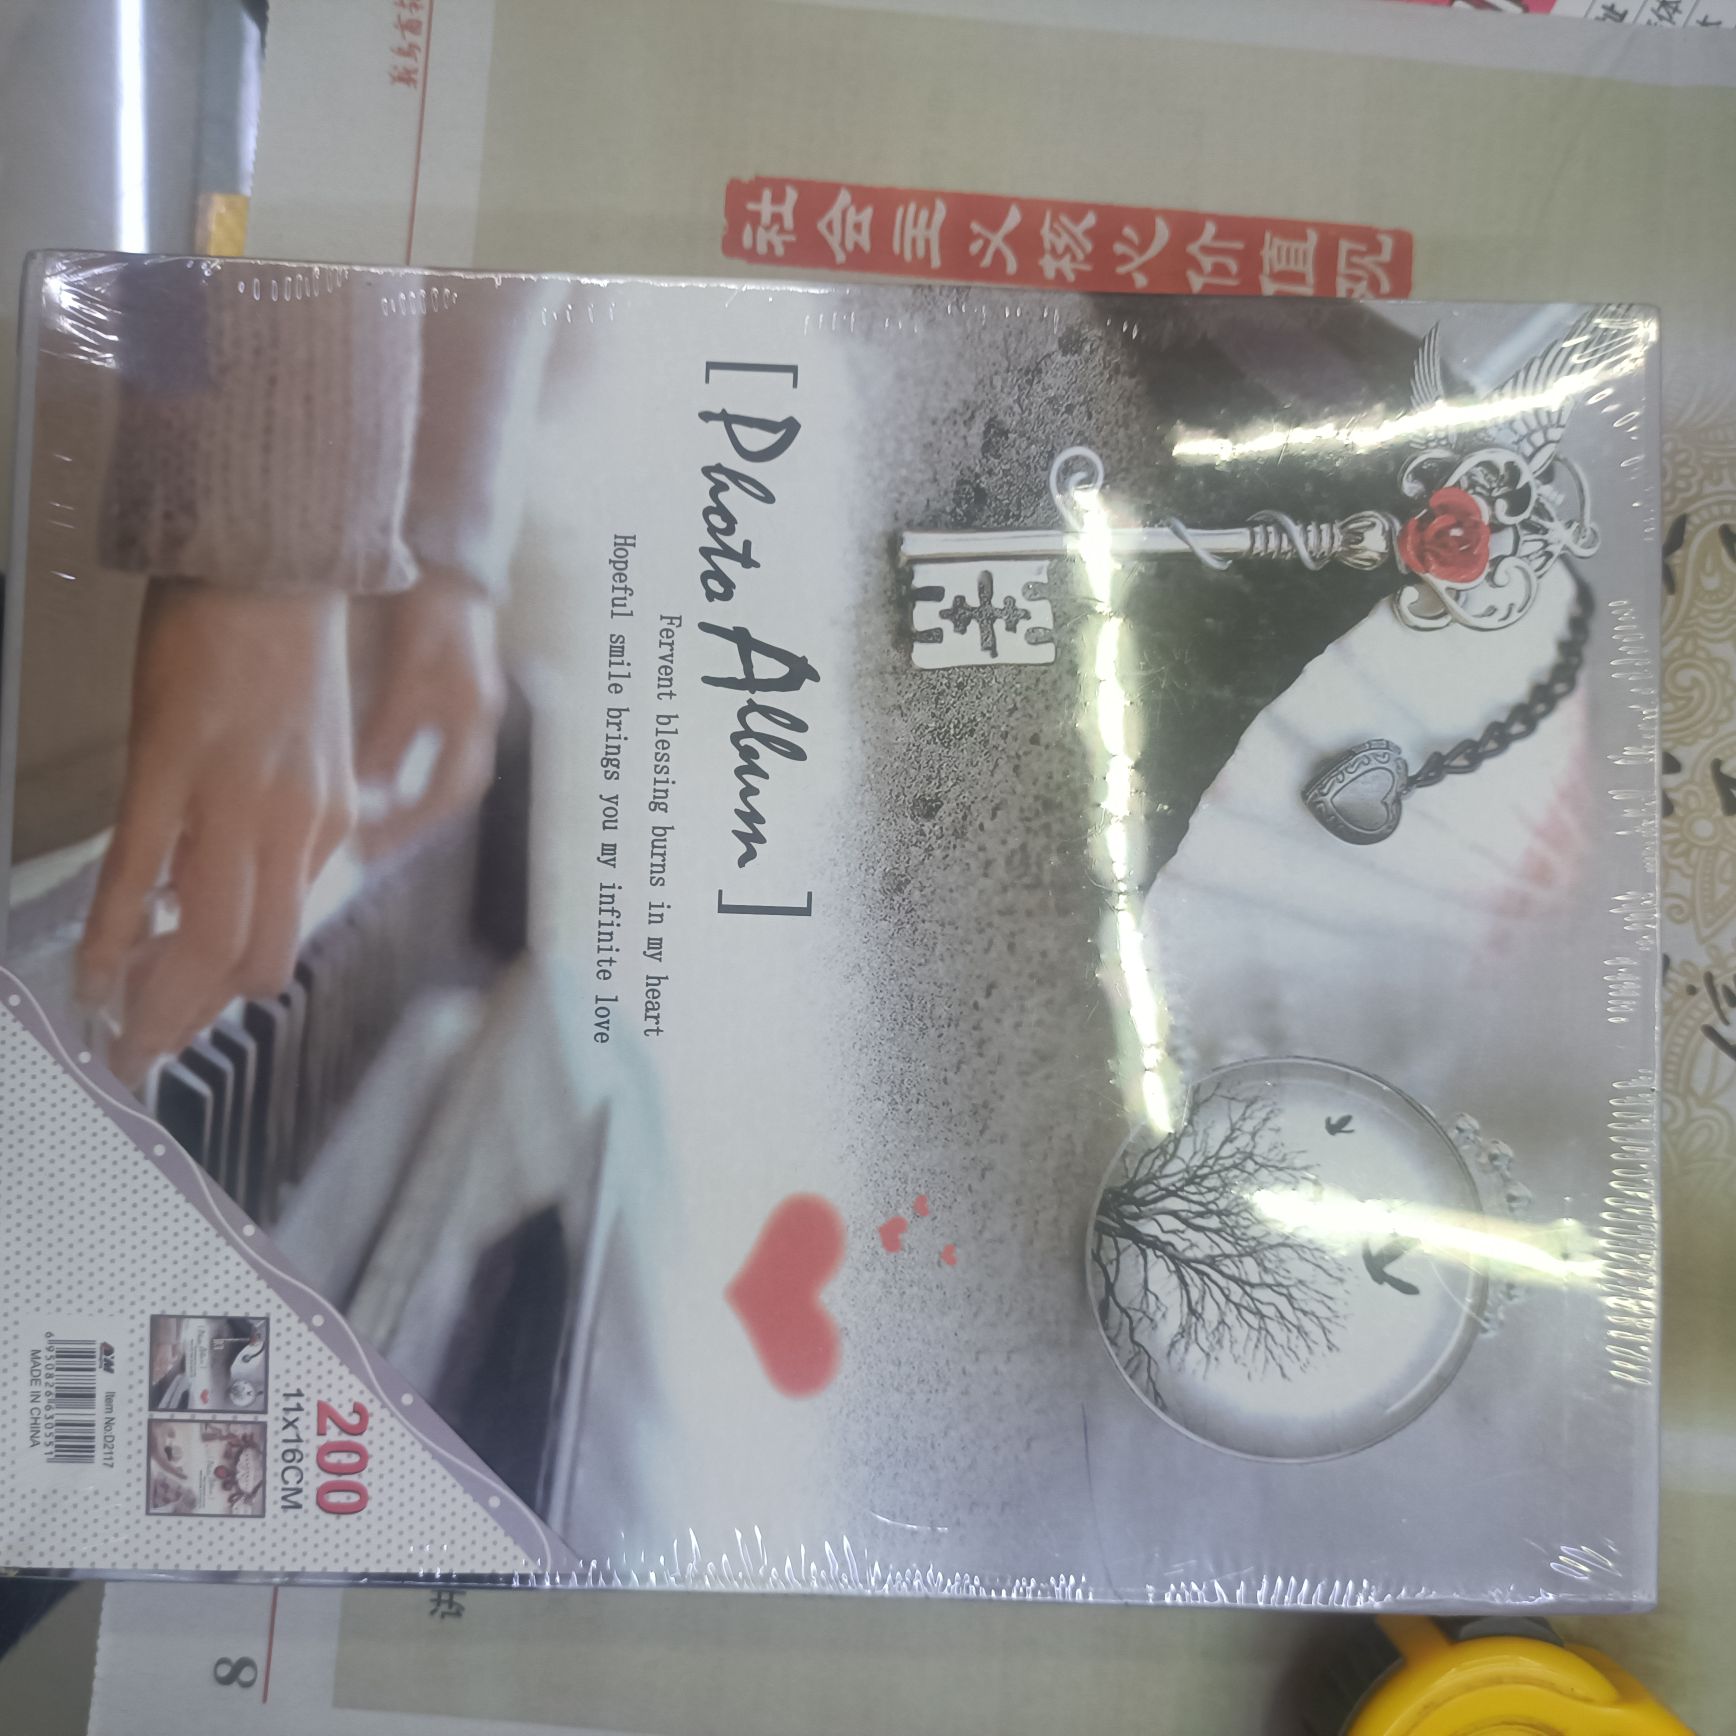 社会主义核心价值观
[ Photo Album ]
Fervent blessing burns in my heart
Hopeful smile brings you my infinite love
200
11x16CM
Item No:D2117
6950826630551
MADE IN CHINA
8